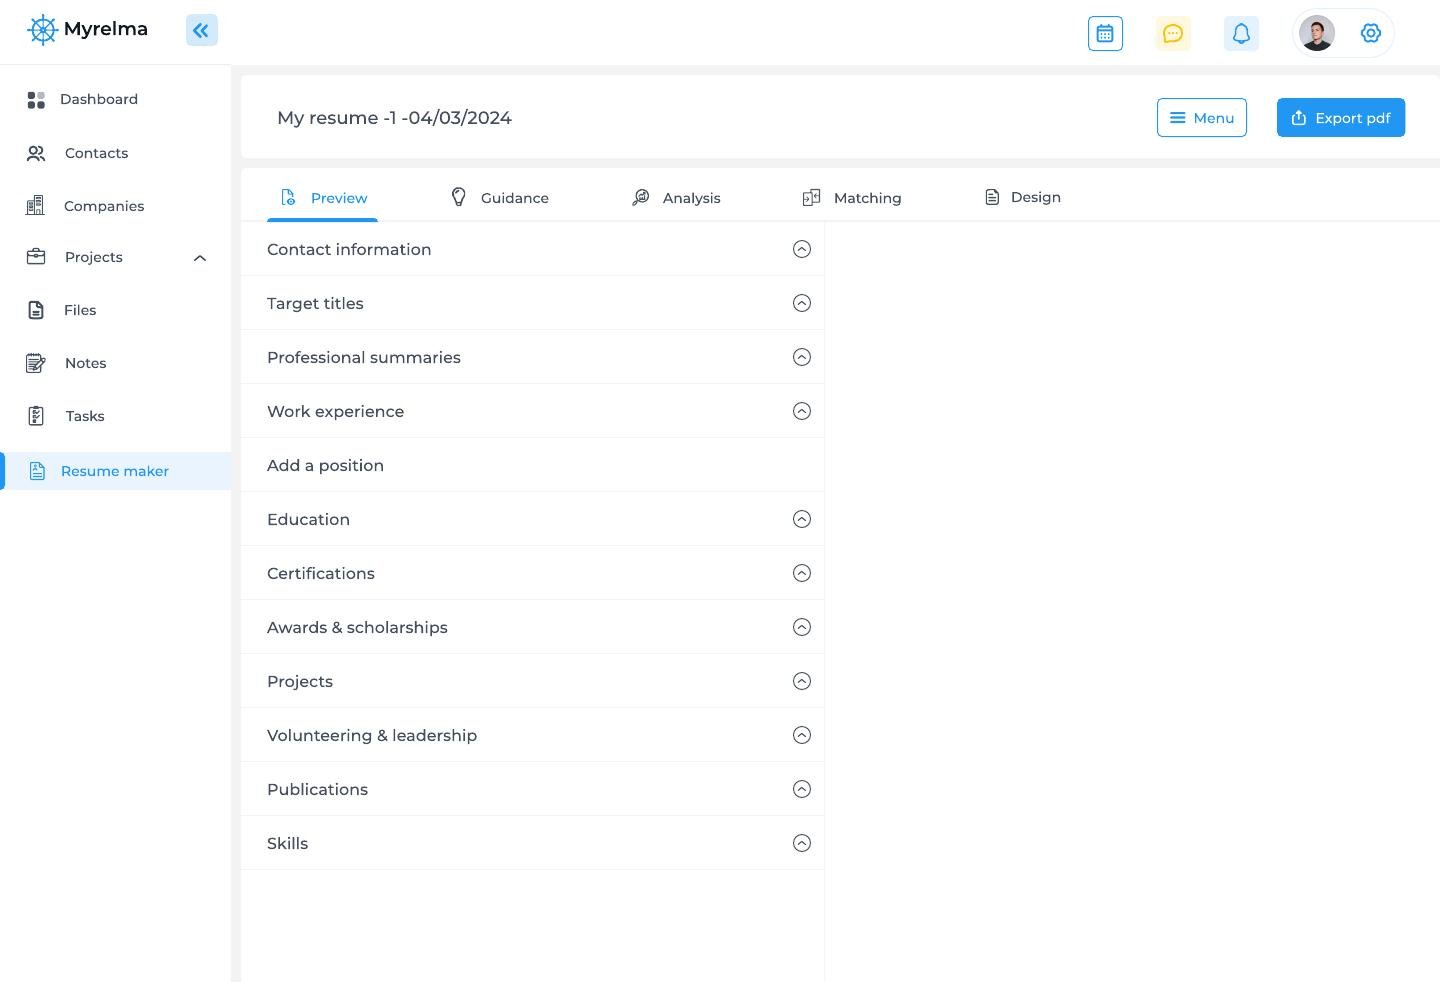 Myrelma
Dashboard
Contacts
Companies
Projects
Files
Notes
Tasks
Resume maker
My resume -1 -04/03/2024
Menu
Export pdf
Preview
Guidance
Analysis
Matching
Design
Contact information
Target titles
Professional summaries
Work experience
Add a position
Education
Certifications
Awards & scholarships
Projects
Volunteering & leadership
Publications
Skills